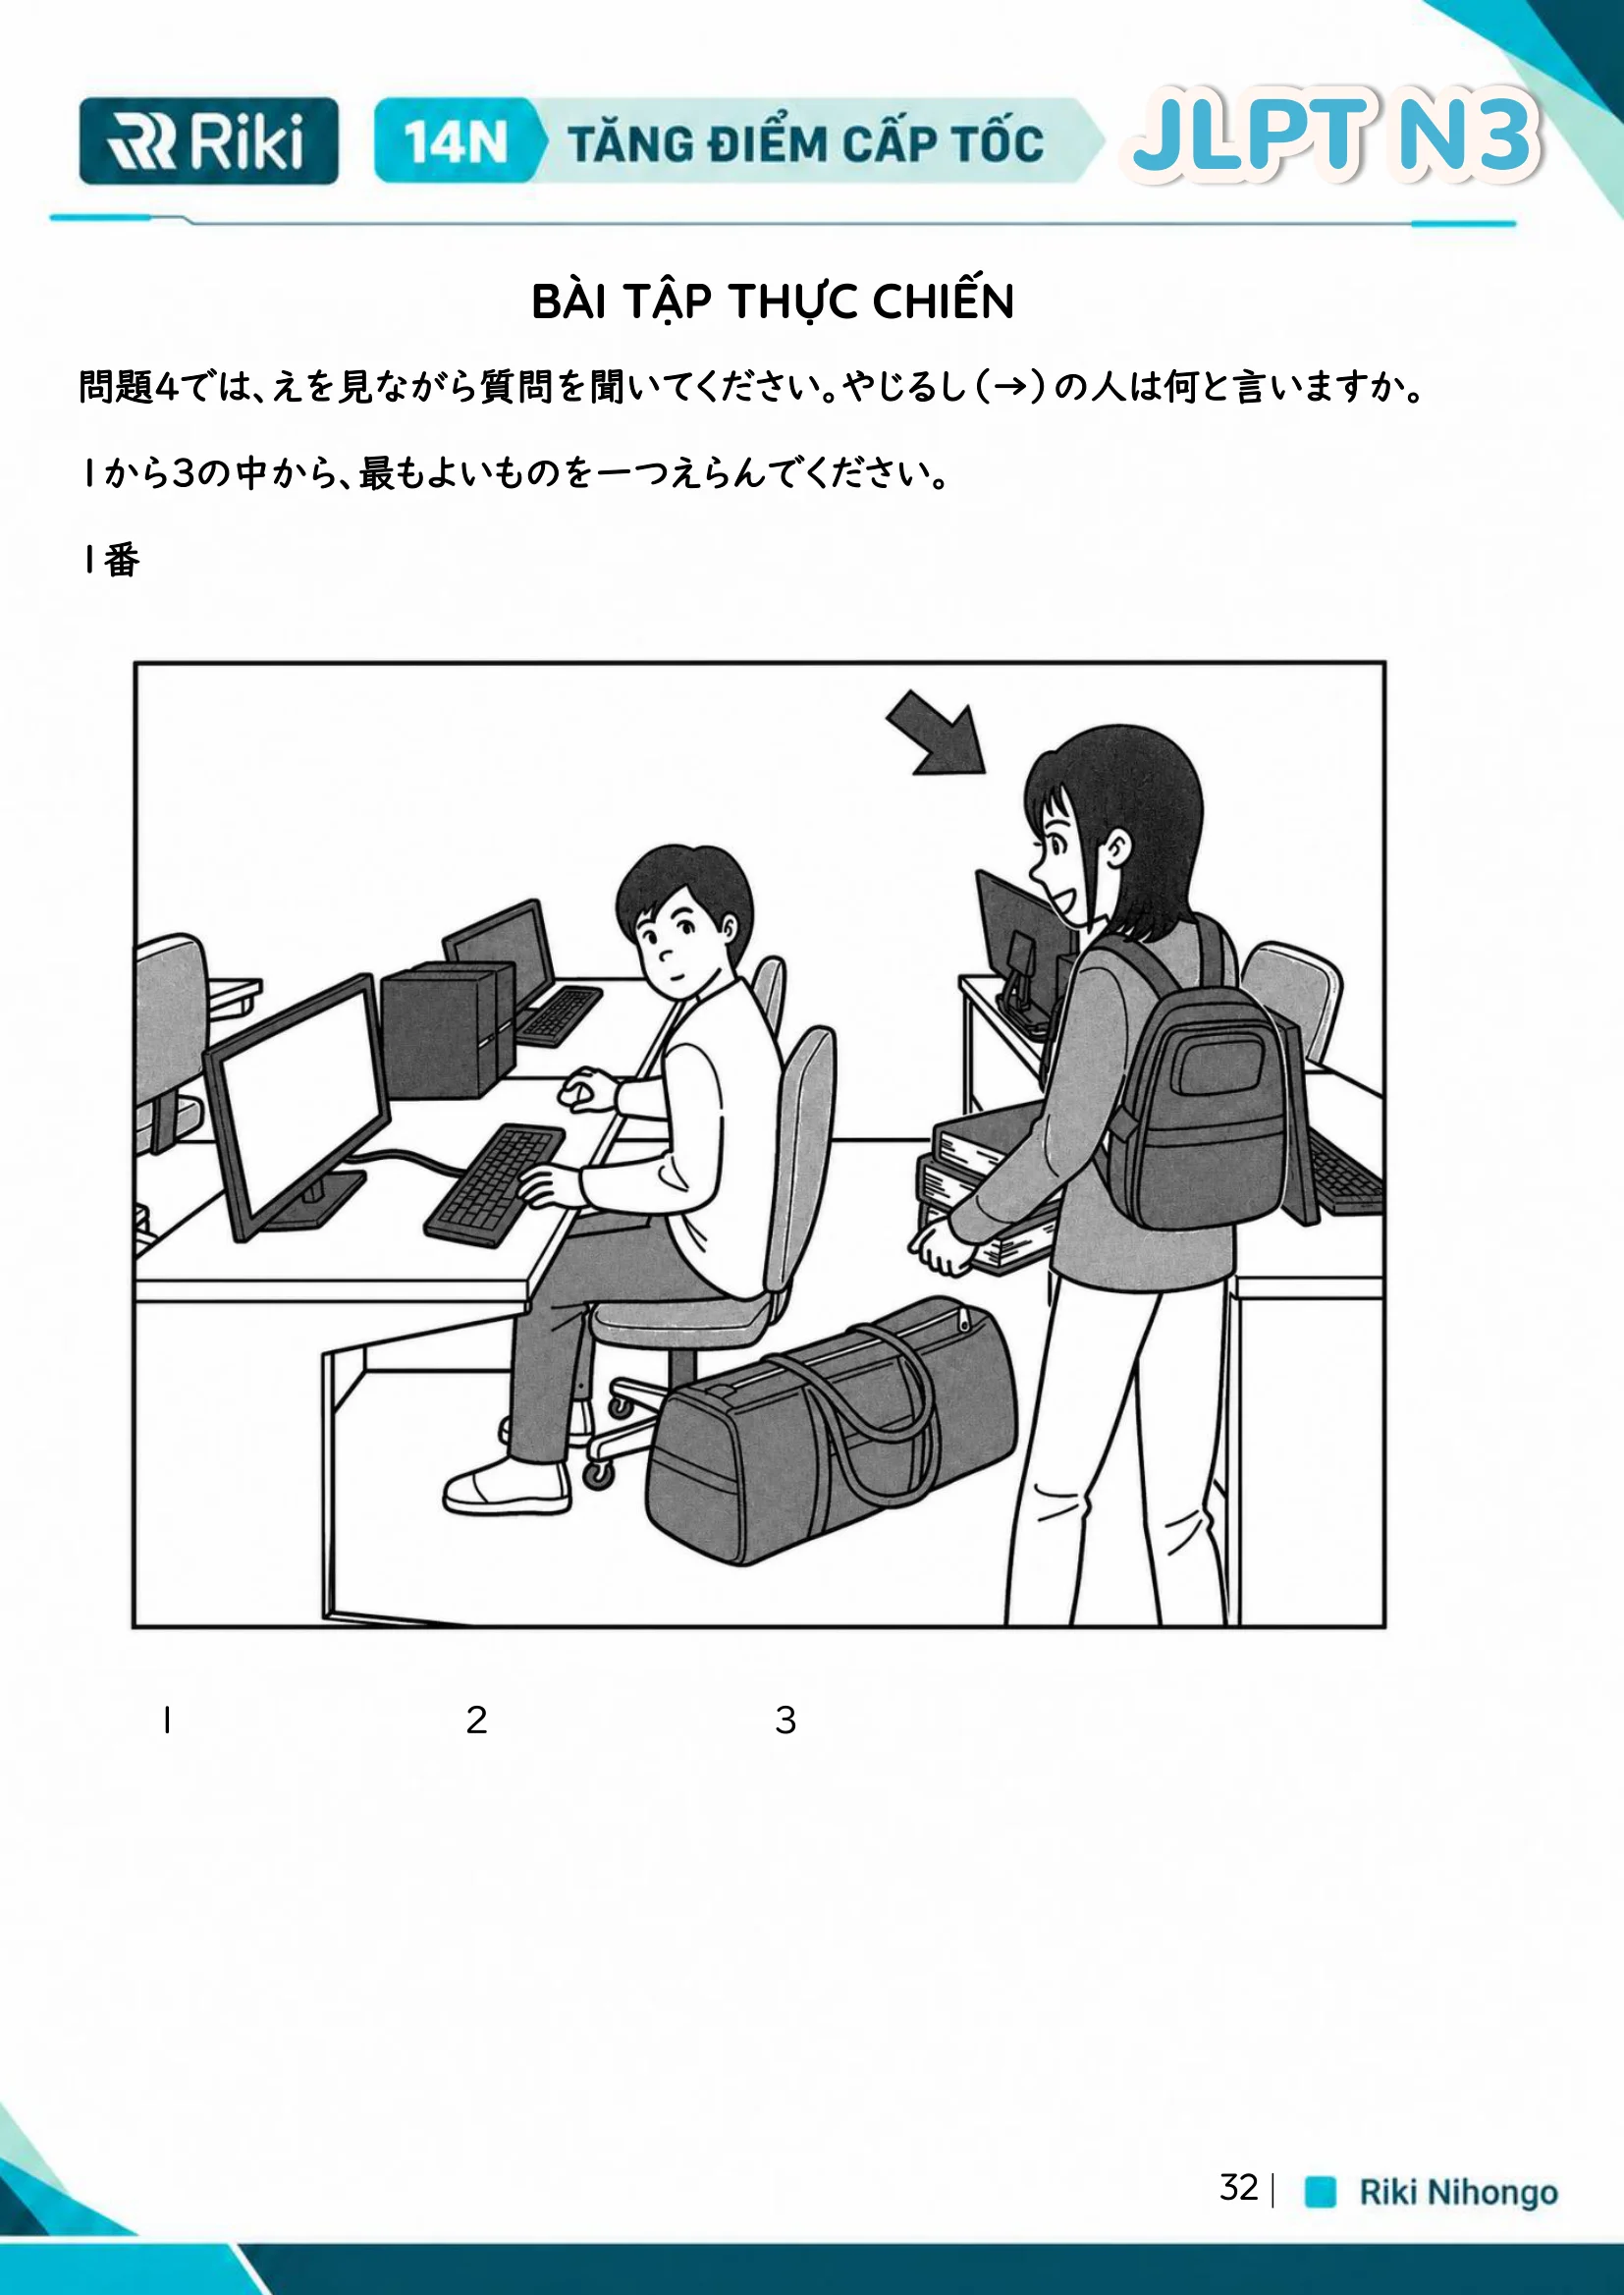 Riki
14N TĂNG ĐIỂM CẤP TỐC JLPT N3
BÀI TẬP THỰC CHIẾN
問題4では、えを見ながら質問を聞いてください。やじるし(→)の人は何と言いますか。
1から3の中から、最もよいものを一つえらんでください。
1番
1 2 3
32 | Riki Nihongo